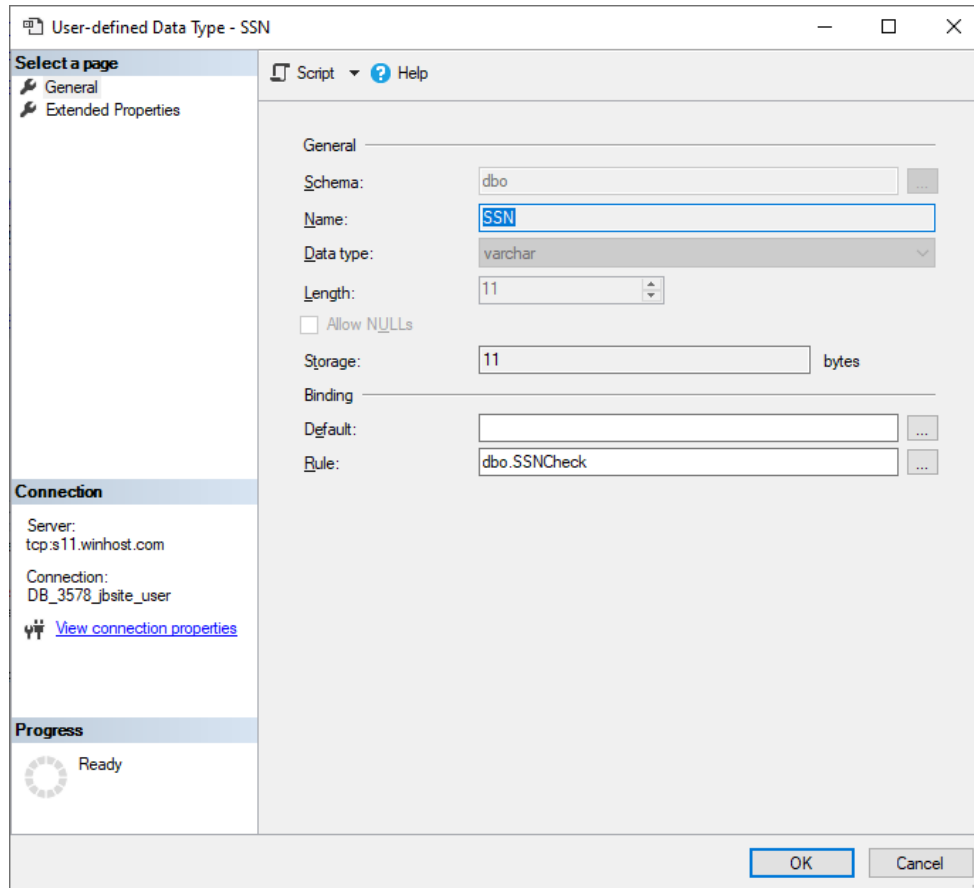 User-defined Data Type - SSN
Select a page
General
Extended Properties
Script
Help
General
Schema:
dbo
...
Name:
SSN
Data type:
varchar
Length:
11
Allow NULLs
Storage:
11
bytes
Binding
Default:
...
Rule:
dbo.SSNCheck
...
Connection
Server:
tcp:s11.winhost.com
Connection:
DB_3578_jbsite_user
View connection properties
Progress
Ready
OK
Cancel